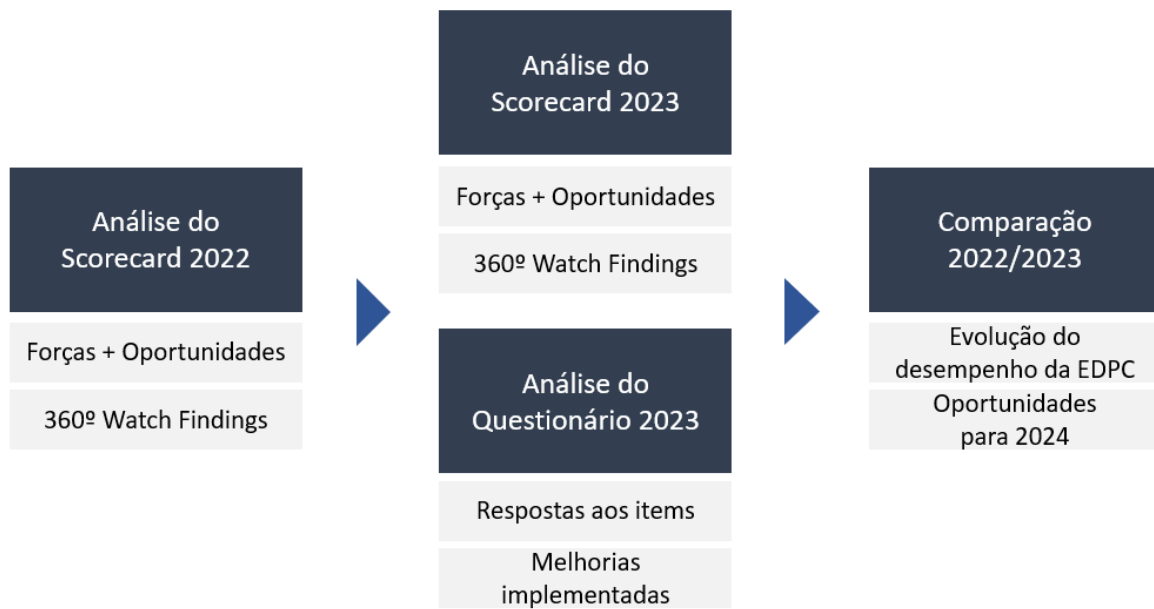 Análise do
Scorecard 2022
Forças + Oportunidades
360º Watch Findings
Análise do
Scorecard 2023
Forças + Oportunidades
360º Watch Findings
Análise do
Questionário 2023
Respostas aos items
Melhorias
implementadas
Comparação
2022/2023
Evolução do
desempenho da EDPC
Oportunidades
para 2024